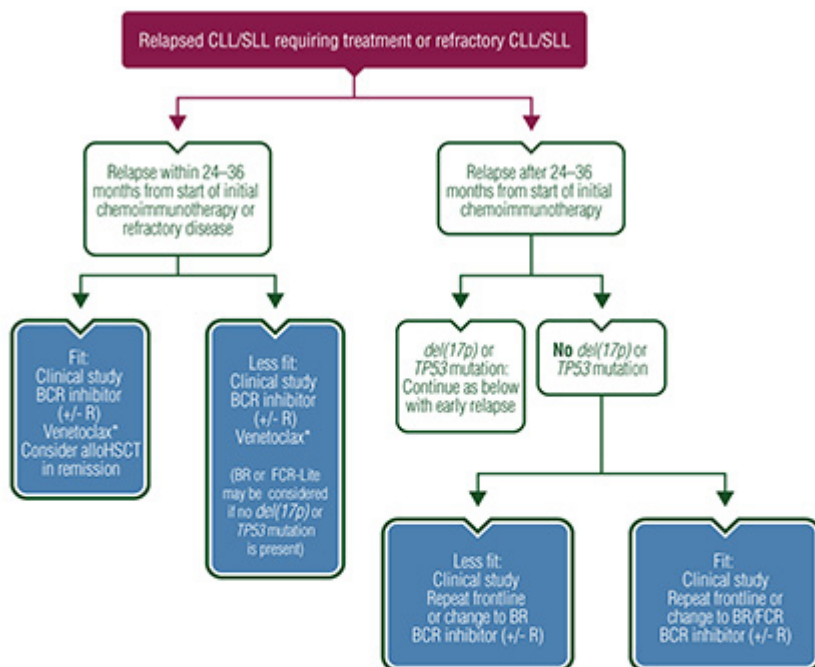 Relapsed CLL/SLL requiring treatment or refractory CLL/SLL
Relapse within 24–36
months from start of initial
chemoimmunotherapy or
refractory disease
Relapse after 24–36
months from start of initial
chemoimmunotherapy
Fit:
Clinical study
BCR inhibitor
(+/- R)
Venetoclax*
Consider alloHSCT
in remission
Less fit:
Clinical study
BCR inhibitor
(+/- R)
Venetoclax*
(BR or FCR-Lite
may be considered
if no del(17p) or
TP53 mutation
is present)
del(17p) or
TP53 mutation:
Continue as below
with early relapse
No del(17p) or
TP53 mutation
Less fit:
Clinical study
Repeat frontline
or change to BR
BCR inhibitor (+/- R)
Fit:
Clinical study
Repeat frontline or
change to BR/FCR
BCR inhibitor (+/- R)